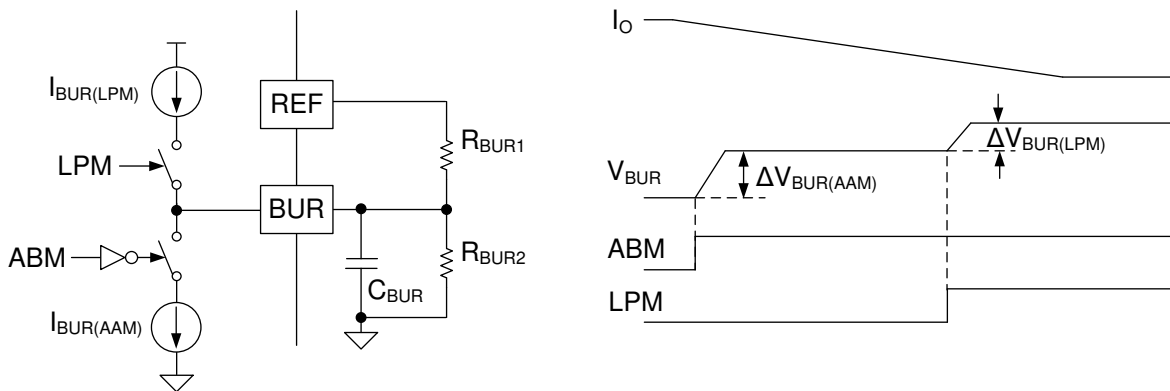 I_BUR(LPM)
REF
LPM
R_BUR1
BUR
ABM
R_BUR2
C_BUR
I_BUR(AAM)
I_O
V_BUR
ΔV_BUR(AAM)
ΔV_BUR(LPM)
ABM
LPM